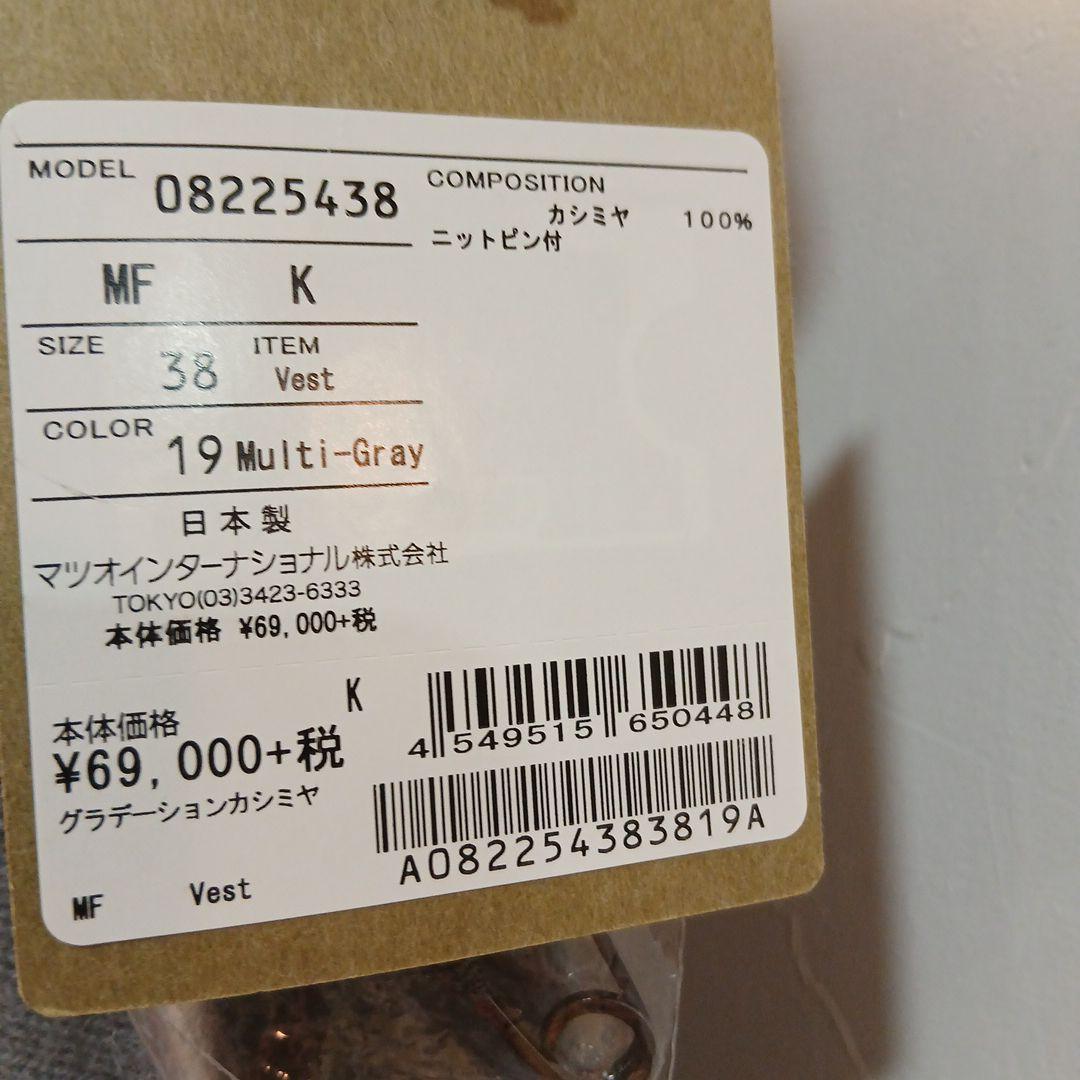 MODEL 08225438
MF K
SIZE 38 ITEM Vest
COLOR 19 Multi-Gray
COMPOSITION
カシミヤ 100%
ニットピン付
日本製
マツオインターナショナル株式会社
TOKYO(03)3423-6333
本体価格 ¥69,000+税
K
本体価格
¥69,000+税
グラデーションカシミヤ
MF Vest
4 549515 650448
A082254383819A